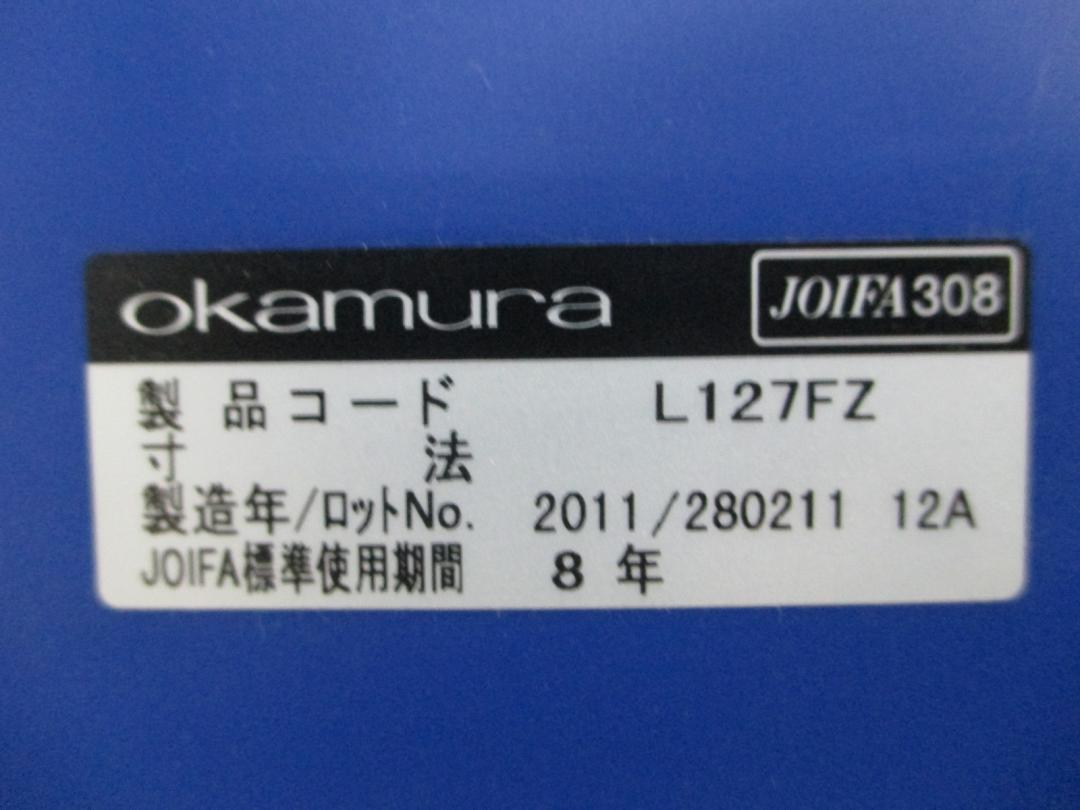 okamura JOIFA308
製品コード L127FZ
寸法
製造年/ロットNo. 2011/280211 12A
JOIFA標準使用期間 8年